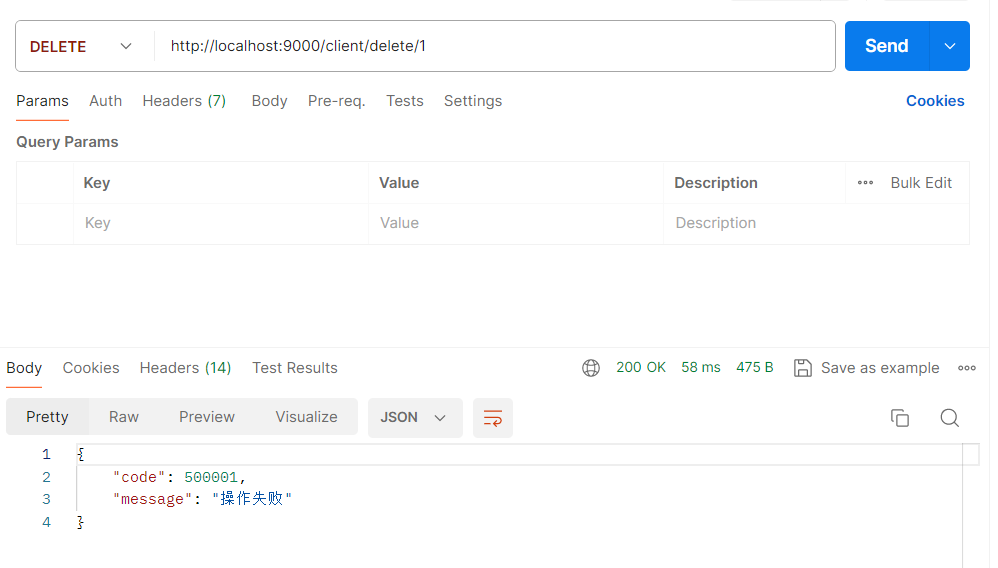 DELETE http://localhost:9000/client/delete/1 Send
Params Auth Headers (7) Body Pre-req. Tests Settings Cookies
Query Params
Key Value Description Bulk Edit
Key Value Description
Body Cookies Headers (14) Test Results 200 OK 58 ms 475 B Save as example
Pretty Raw Preview Visualize JSON
1 {
2 "code": 500001,
3 "message": "操作失败"
4 }